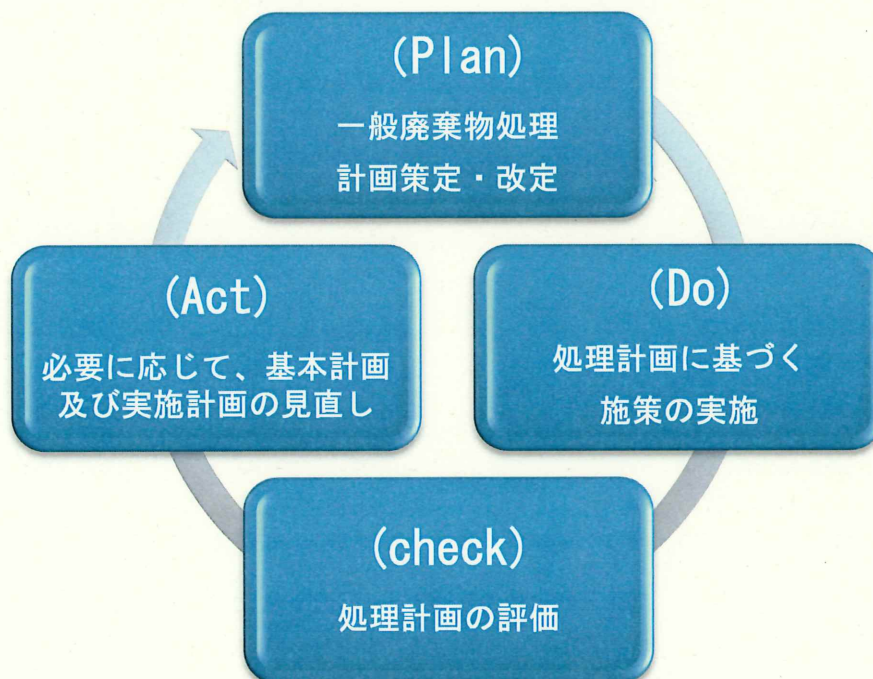 (Plan)
一般廃棄物処理
計画策定・改定
(Act)
必要に応じて、基本計画
及び実施計画の見直し
(Do)
処理計画に基づく
施策の実施
(check)
処理計画の評価